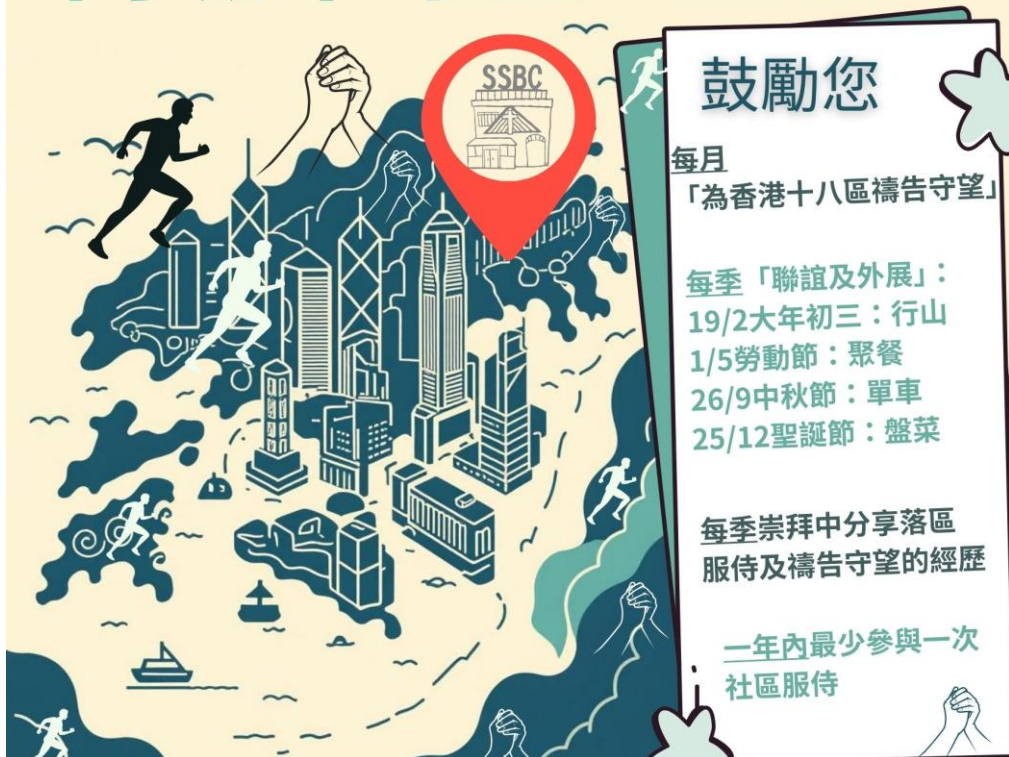 SSBC
鼓勵您
每月
「為香港十八區禱告守望」
每季「聯誼及外展」：
19/2大年初三：行山
1/5勞動節：聚餐
26/9中秋節：單車
25/12聖誕節：盤菜
每季崇拜中分享落區
服侍及禱告守望的經歷
一年內最少參與一次
社區服侍